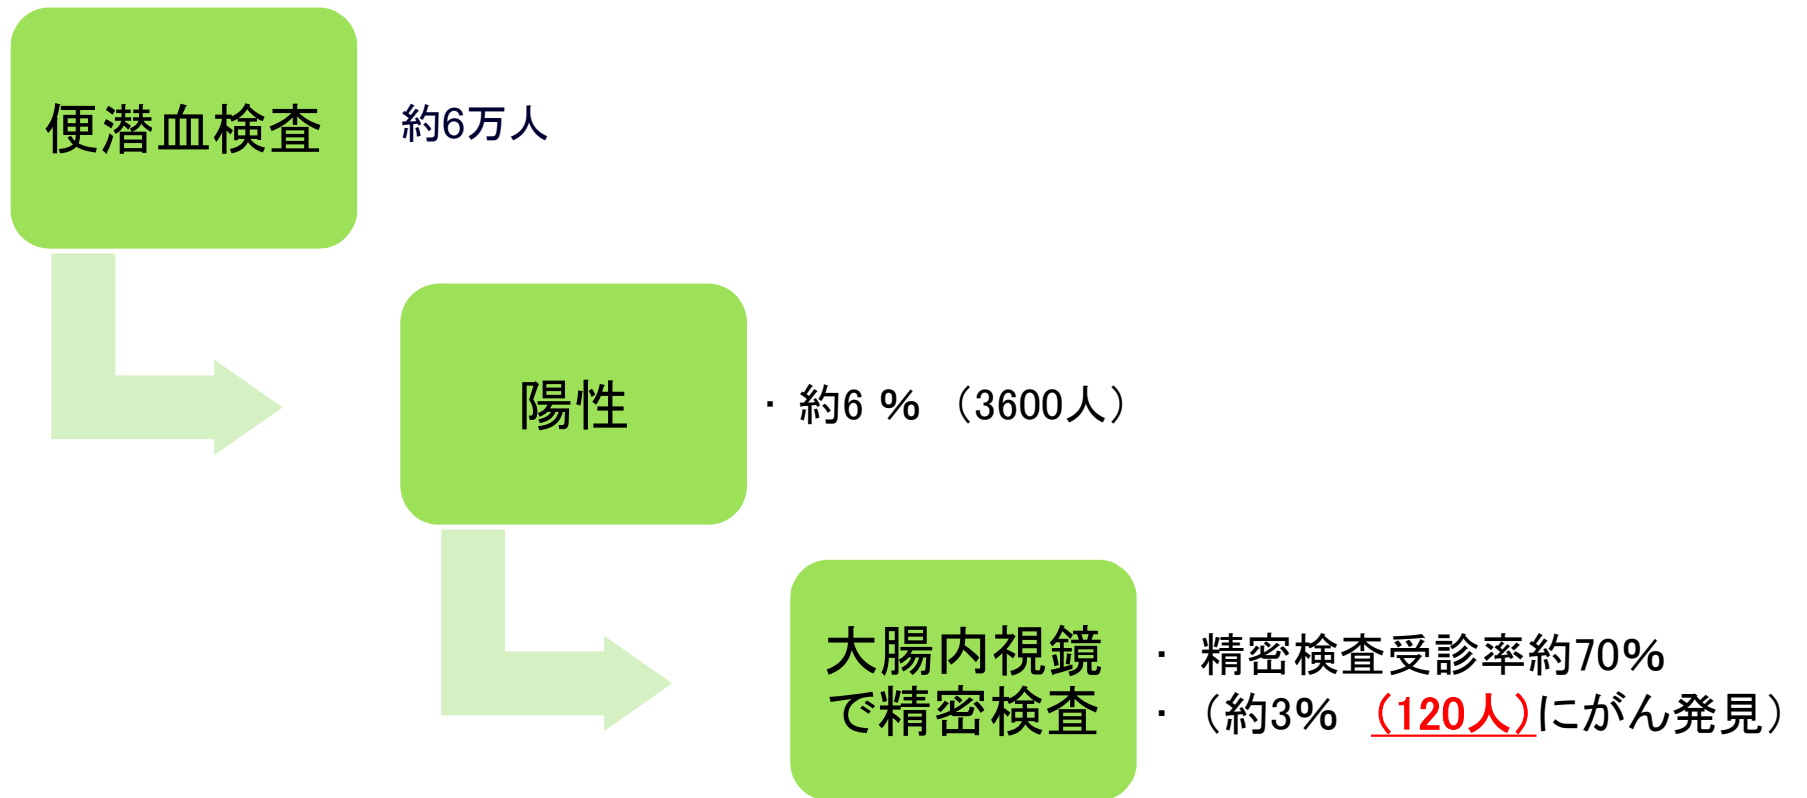 便潜血検査
約6万人
陽性
・ 約6 % （3600人）
大腸内視鏡
で精密検査
・ 精密検査受診率約70%
・ （約3% （120人）にがん発見）